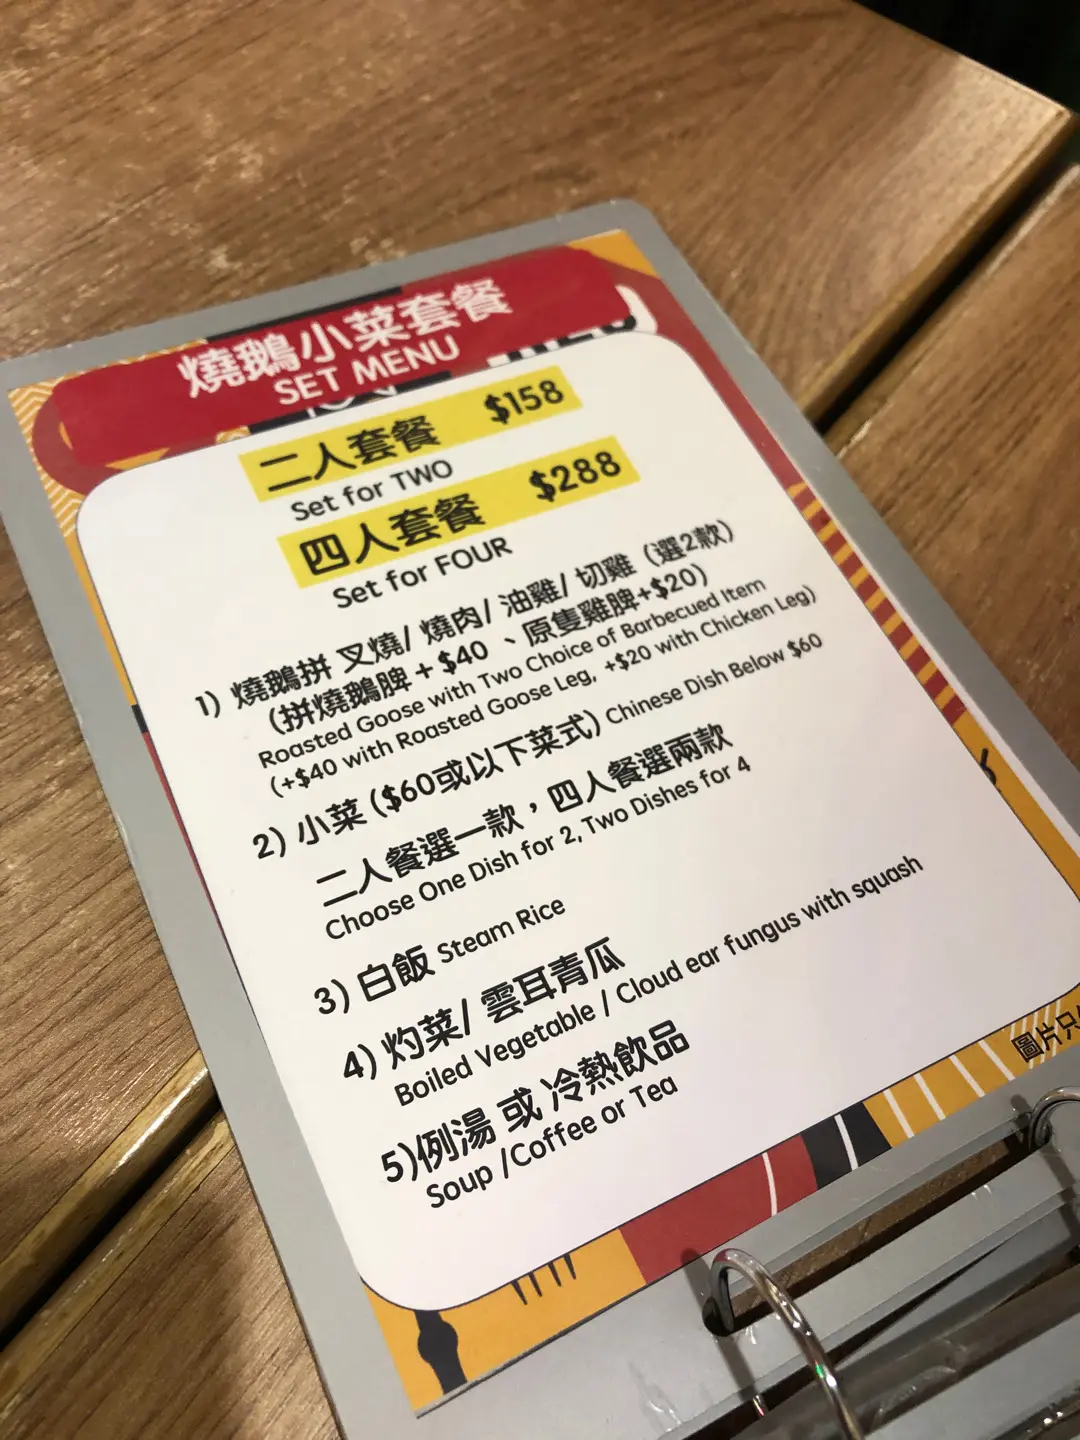 燒鵝小菜套餐
SET MENU
二人套餐 $158
Set for TWO
四人套餐 $288
Set for FOUR
1) 燒鵝拼 叉燒/ 燒肉/ 油雞/ 切雞 (選2款)
(拼燒鵝脾 + $40 、原隻雞脾+$20)
Roasted Goose with Two Choice of Barbecued Item
(+$40 with Roasted Goose Leg, +$20 with Chicken Leg)
2) 小菜 ($60或以下菜式) Chinese Dish Below $60
二人餐選一款，四人餐選兩款
Choose One Dish for 2, Two Dishes for 4
3) 白飯 Steam Rice
4) 灼菜/ 雲耳青瓜
Boiled Vegetable / Cloud ear fungus with squash
5)例湯 或 冷熱飲品
Soup /Coffee or Tea
圖片只